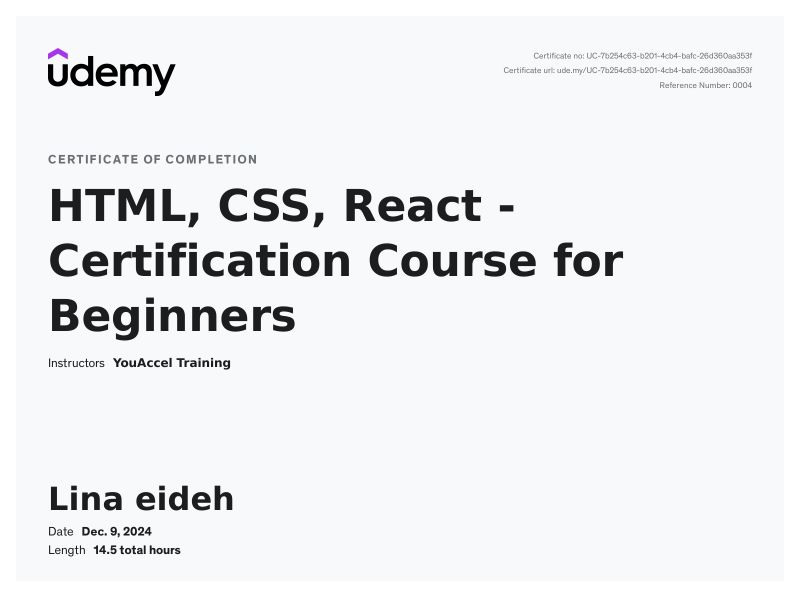 udemy
Certificate no: UC-7b254c63-b201-4cb4-bafc-26d360aa353f
Certificate url: ude.my/UC-7b254c63-b201-4cb4-bafc-26d360aa353f
Reference Number: 0004
CERTIFICATE OF COMPLETION
HTML, CSS, React -
Certification Course for
Beginners
Instructors YouAccel Training
Lina eideh
Date Dec. 9, 2024
Length 14.5 total hours